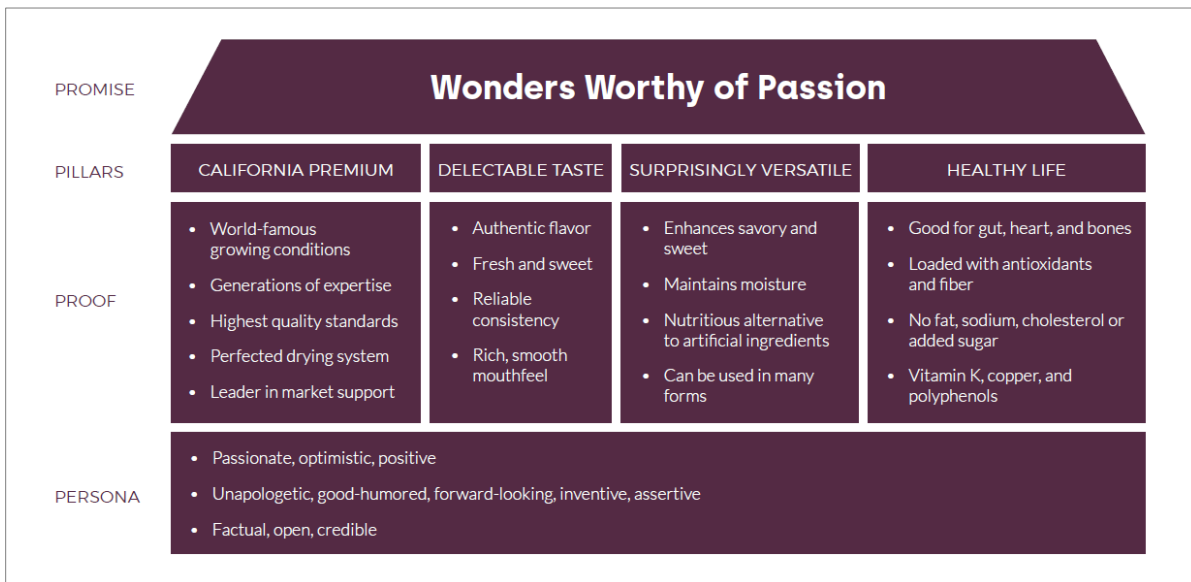 PROMISE
Wonders Worthy of Passion
PILLARS
CALIFORNIA PREMIUM
DELECTABLE TASTE
SURPRISINGLY VERSATILE
HEALTHY LIFE
PROOF
• World-famous
growing conditions
• Generations of expertise
• Highest quality standards
• Perfected drying system
• Leader in market support
• Authentic flavor
• Fresh and sweet
• Reliable
consistency
• Rich, smooth
mouthfeel
• Enhances savory and
sweet
• Maintains moisture
• Nutritious alternative
to artificial ingredients
• Can be used in many
forms
• Good for gut, heart, and bones
• Loaded with antioxidants
and fiber
• No fat, sodium, cholesterol or
added sugar
• Vitamin K, copper, and
polyphenols
PERSONA
• Passionate, optimistic, positive
• Unapologetic, good-humored, forward-looking, inventive, assertive
• Factual, open, credible